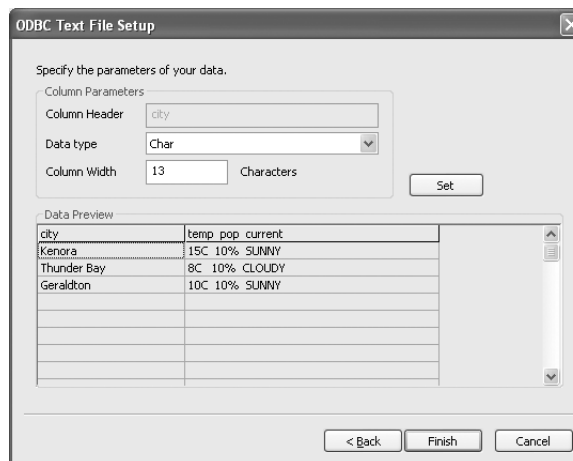 ODBC Text File Setup
Specify the parameters of your data.
Column Parameters
Column Header city
Data type Char
Column Width 13 Characters
Set
Data Preview
city temp pop current
Kenora 15C 10% SUNNY
Thunder Bay 8C 10% CLOUDY
Geraldton 10C 10% SUNNY
< Back Finish Cancel